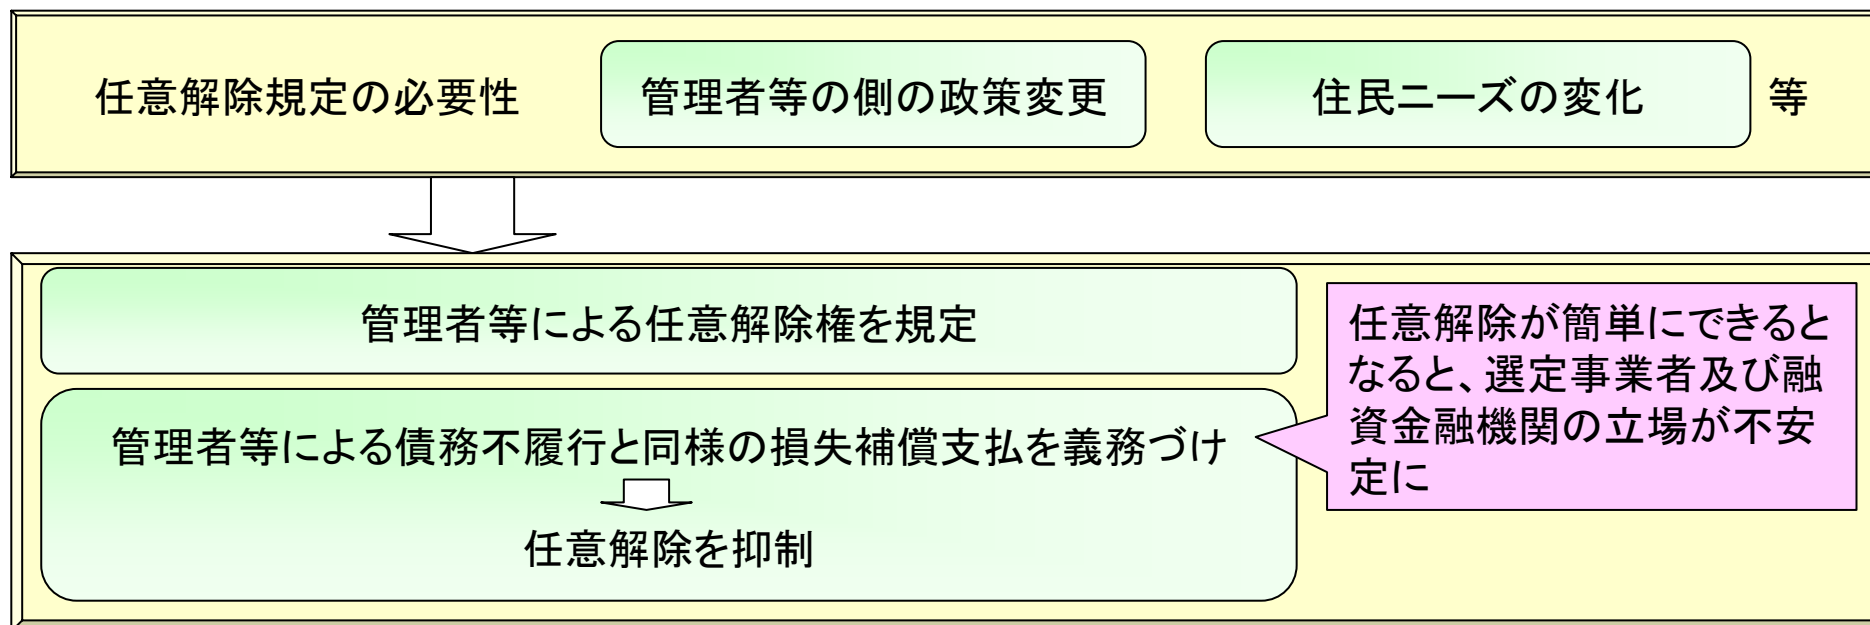 任意解除規定の必要性
管理者等の側の政策変更
住民ニーズの変化
等
管理者等による任意解除権を規定
管理者等による債務不履行と同様の損失補償支払を義務づけ
任意解除を抑制
任意解除が簡単にできると
なると、選定事業者及び融
資金融機関の立場が不安
定に